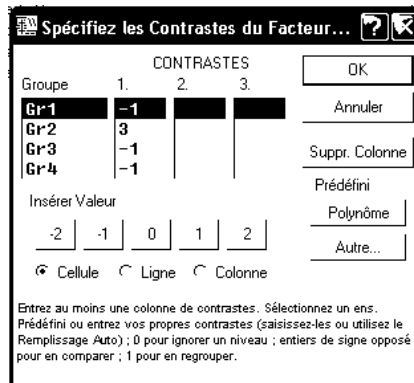 Spécifiez les Contrastes du Facteur...
CONTRASTES
Groupe 1. 2. 3.
Gr1 -1
Gr2 3
Gr3 -1
Gr4 -1
Insérer Valeur
-2 -1 0 1 2
Cellule Ligne Colonne
OK
Annuler
Suppr. Colonne
Prédéfini
Polynôme
Autre...
Entrez au moins une colonne de contrastes. Sélectionnez un ens.
Prédéfini ou entrez vos propres contrastes (saisissez-les ou utilisez le
Remplissage Auto) ; 0 pour ignorer un niveau ; entiers de signe opposé
pour en comparer ; 1 pour en regrouper.